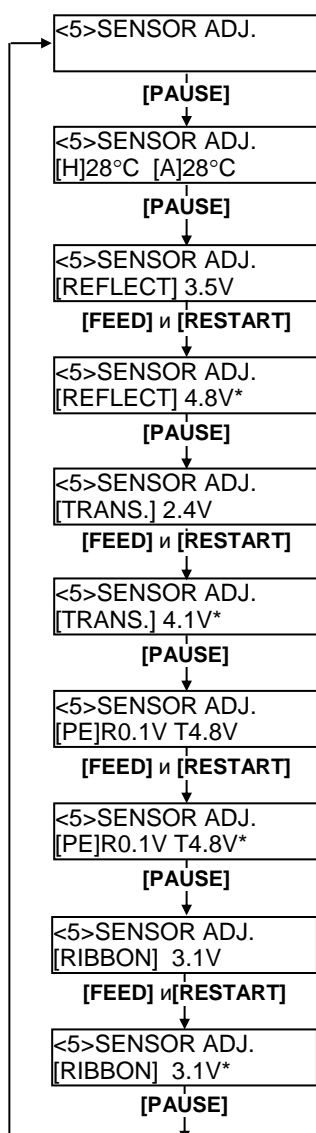 <5>SENSOR ADJ.
[PAUSE]
<5>SENSOR ADJ.
[H]28°C [A]28°C
[PAUSE]
<5>SENSOR ADJ.
[REFLECT] 3.5V
[FEED] и [RESTART]
<5>SENSOR ADJ.
[REFLECT] 4.8V*
[PAUSE]
<5>SENSOR ADJ.
[TRANS.] 2.4V
[FEED] и [RESTART]
<5>SENSOR ADJ.
[TRANS.] 4.1V*
[PAUSE]
<5>SENSOR ADJ.
[PE]R0.1V T4.8V
[FEED] и [RESTART]
<5>SENSOR ADJ.
[PE]R0.1V T4.8V*
[PAUSE]
<5>SENSOR ADJ.
[RIBBON] 3.1V
[FEED] и[RESTART]
<5>SENSOR ADJ.
[RIBBON] 3.1V*
[PAUSE]